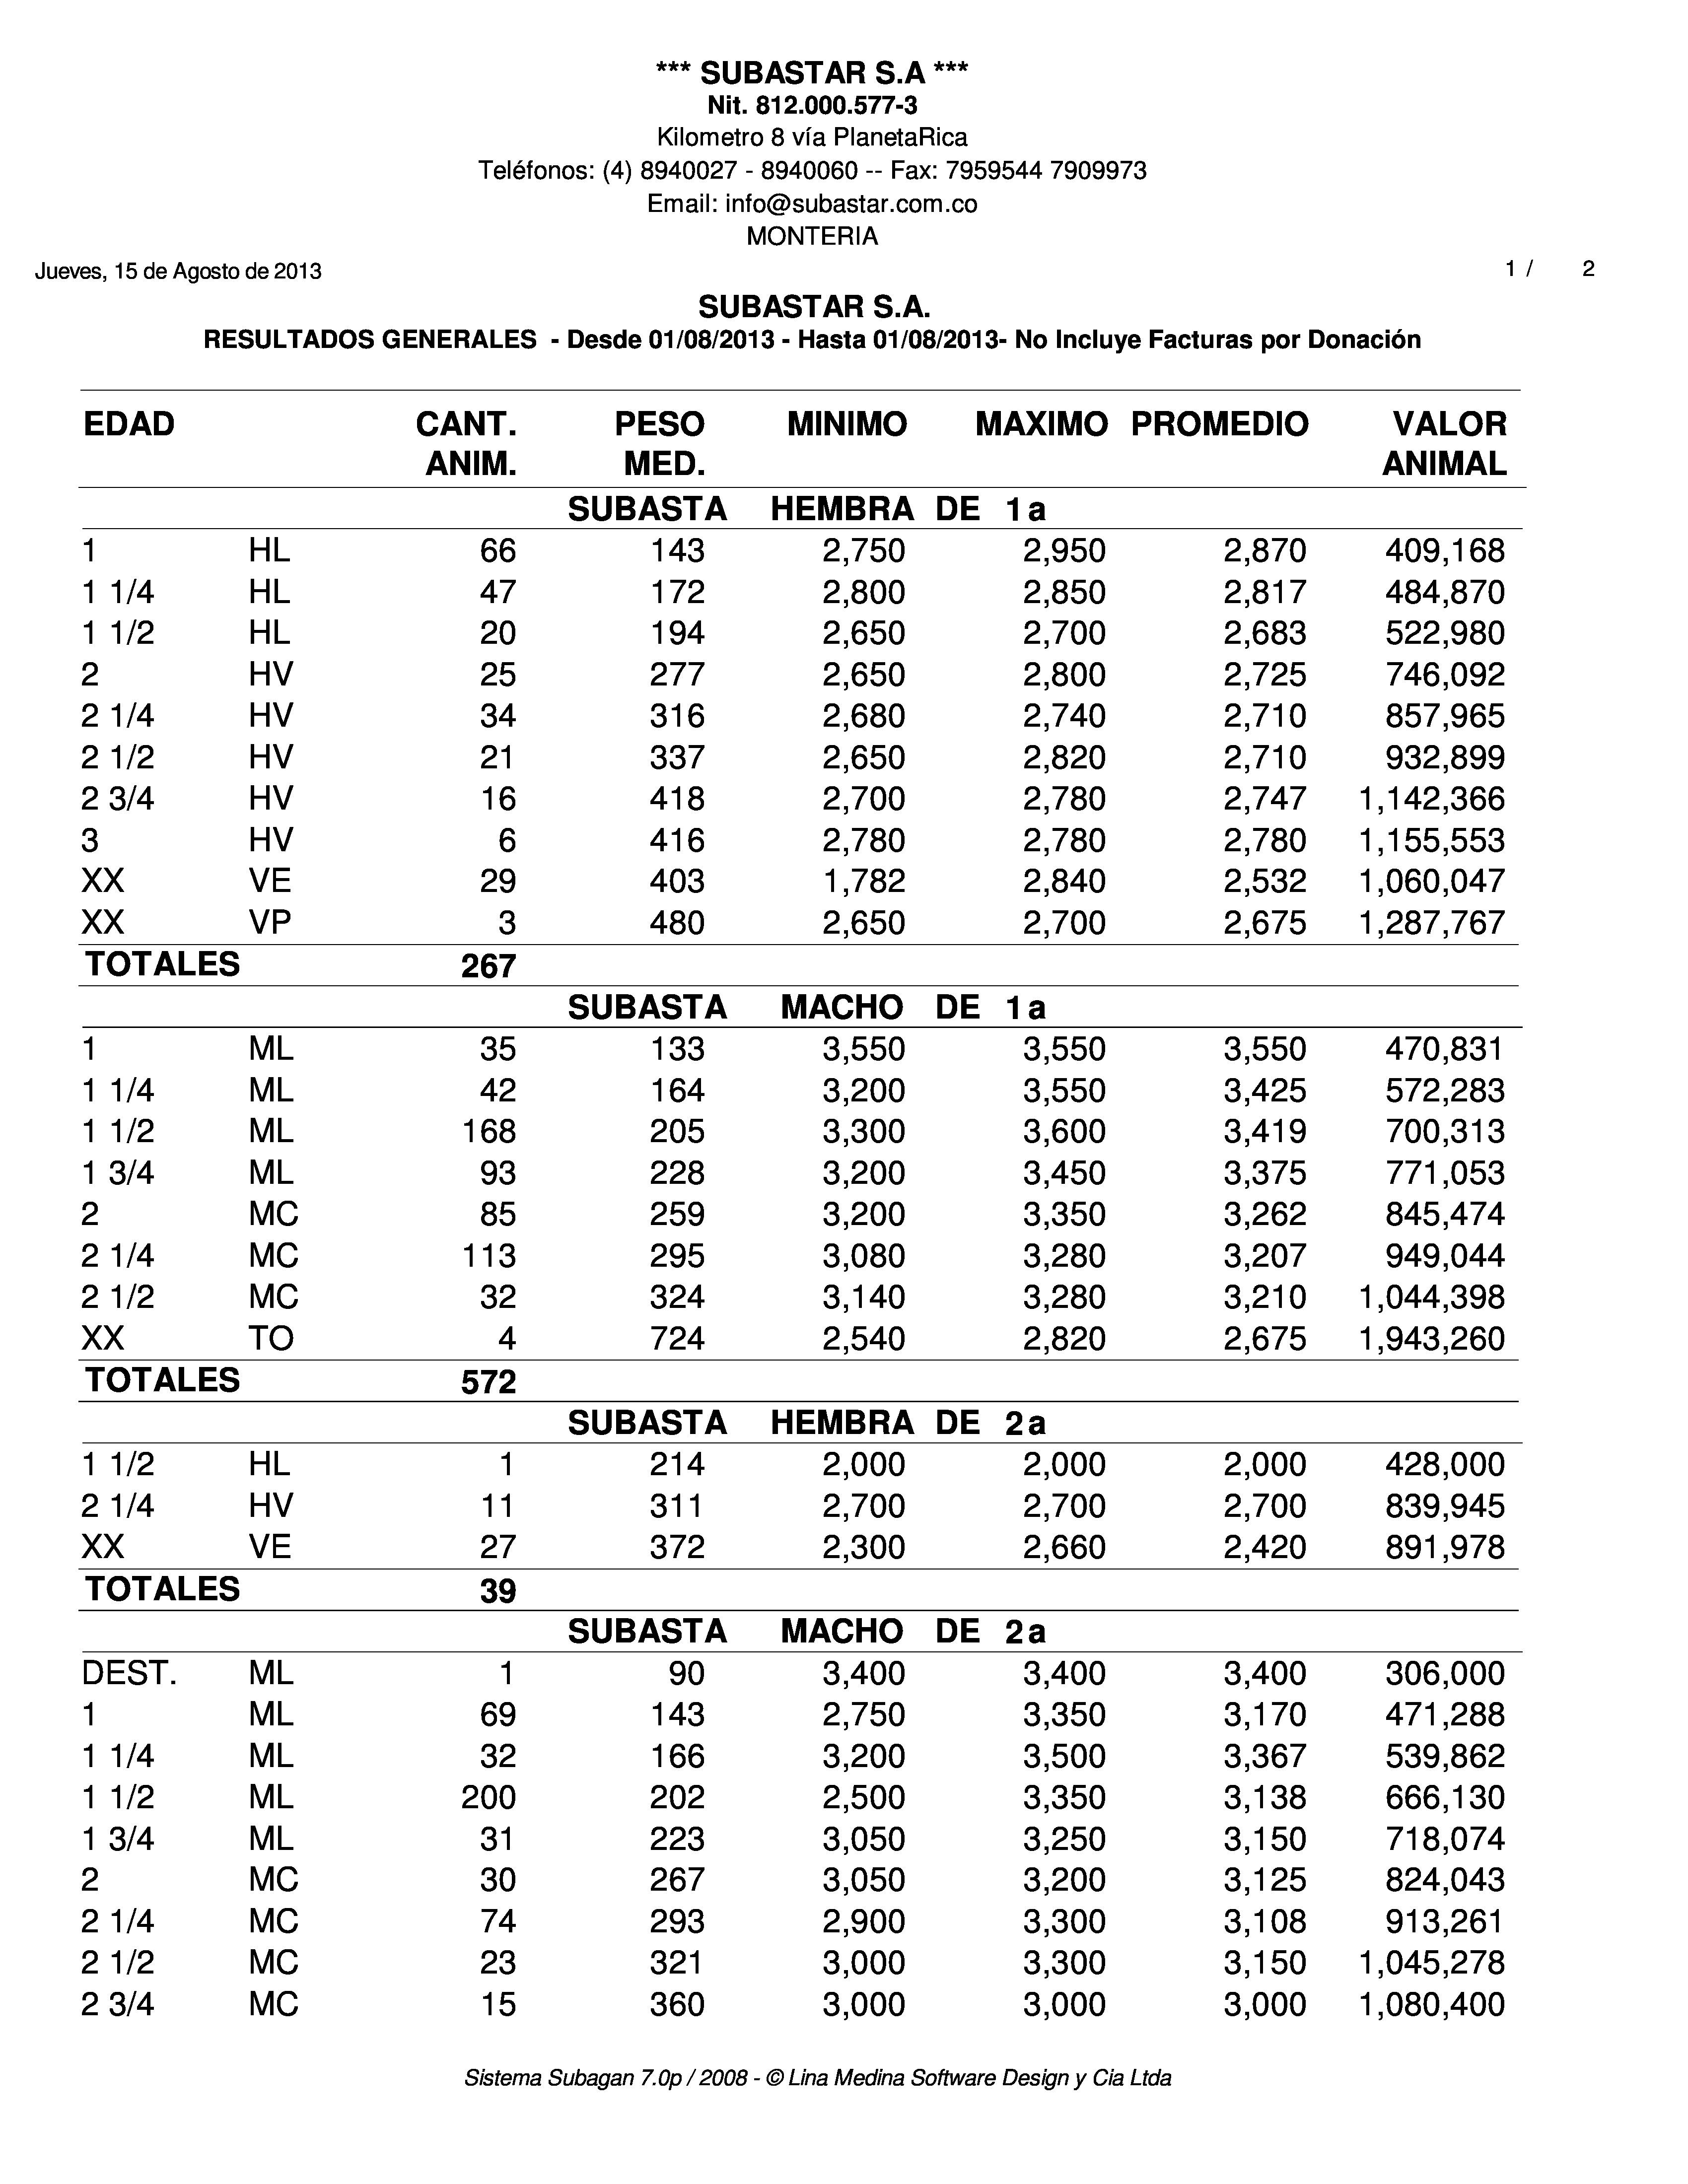 *** SUBASTAR S.A ***
Nit. 812.000.577-3
Kilometro 8 vía PlanetaRica
Teléfonos: (4) 8940027 - 8940060 -- Fax: 7959544 7909973
Email: info@subastar.com.co
MONTERIA
Jueves, 15 de Agosto de 2013 1 / 2
SUBASTAR S.A.
RESULTADOS GENERALES - Desde 01/08/2013 - Hasta 01/08/2013- No Incluye Facturas por Donación
EDAD CANT. PESO MINIMO MAXIMO PROMEDIO VALOR
ANIM. MED. ANIMAL
SUBASTA HEMBRA DE 1a
1 HL 66 143 2,750 2,950 2,870 409,168
1 1/4 HL 47 172 2,800 2,850 2,817 484,870
1 1/2 HL 20 194 2,650 2,700 2,683 522,980
2 HV 25 277 2,650 2,800 2,725 746,092
2 1/4 HV 34 316 2,680 2,740 2,710 857,965
2 1/2 HV 21 337 2,650 2,820 2,710 932,899
2 3/4 HV 16 418 2,700 2,780 2,747 1,142,366
3 HV 6 416 2,780 2,780 2,780 1,155,553
XX VE 29 403 1,782 2,840 2,532 1,060,047
XX VP 3 480 2,650 2,700 2,675 1,287,767
TOTALES 267
SUBASTA MACHO DE 1a
1 ML 35 133 3,550 3,550 3,550 470,831
1 1/4 ML 42 164 3,200 3,550 3,425 572,283
1 1/2 ML 168 205 3,300 3,600 3,419 700,313
1 3/4 ML 93 228 3,200 3,450 3,375 771,053
2 MC 85 259 3,200 3,350 3,262 845,474
2 1/4 MC 113 295 3,080 3,280 3,207 949,044
2 1/2 MC 32 324 3,140 3,280 3,210 1,044,398
XX TO 4 724 2,540 2,820 2,675 1,943,260
TOTALES 572
SUBASTA HEMBRA DE 2a
1 1/2 HL 1 214 2,000 2,000 2,000 428,000
2 1/4 HV 11 311 2,700 2,700 2,700 839,945
XX VE 27 372 2,300 2,660 2,420 891,978
TOTALES 39
SUBASTA MACHO DE 2a
DEST. ML 1 90 3,400 3,400 3,400 306,000
1 ML 69 143 2,750 3,350 3,170 471,288
1 1/4 ML 32 166 3,200 3,500 3,367 539,862
1 1/2 ML 200 202 2,500 3,350 3,138 666,130
1 3/4 ML 31 223 3,050 3,250 3,150 718,074
2 MC 30 267 3,050 3,200 3,125 824,043
2 1/4 MC 74 293 2,900 3,300 3,108 913,261
2 1/2 MC 23 321 3,000 3,300 3,150 1,045,278
2 3/4 MC 15 360 3,000 3,000 3,000 1,080,400
Sistema Subagan 7.0p / 2008 - © Lina Medina Software Design y Cia Ltda